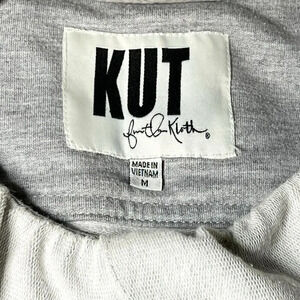 KUT
from the Kloth®
MADE IN
VIETNAM
M